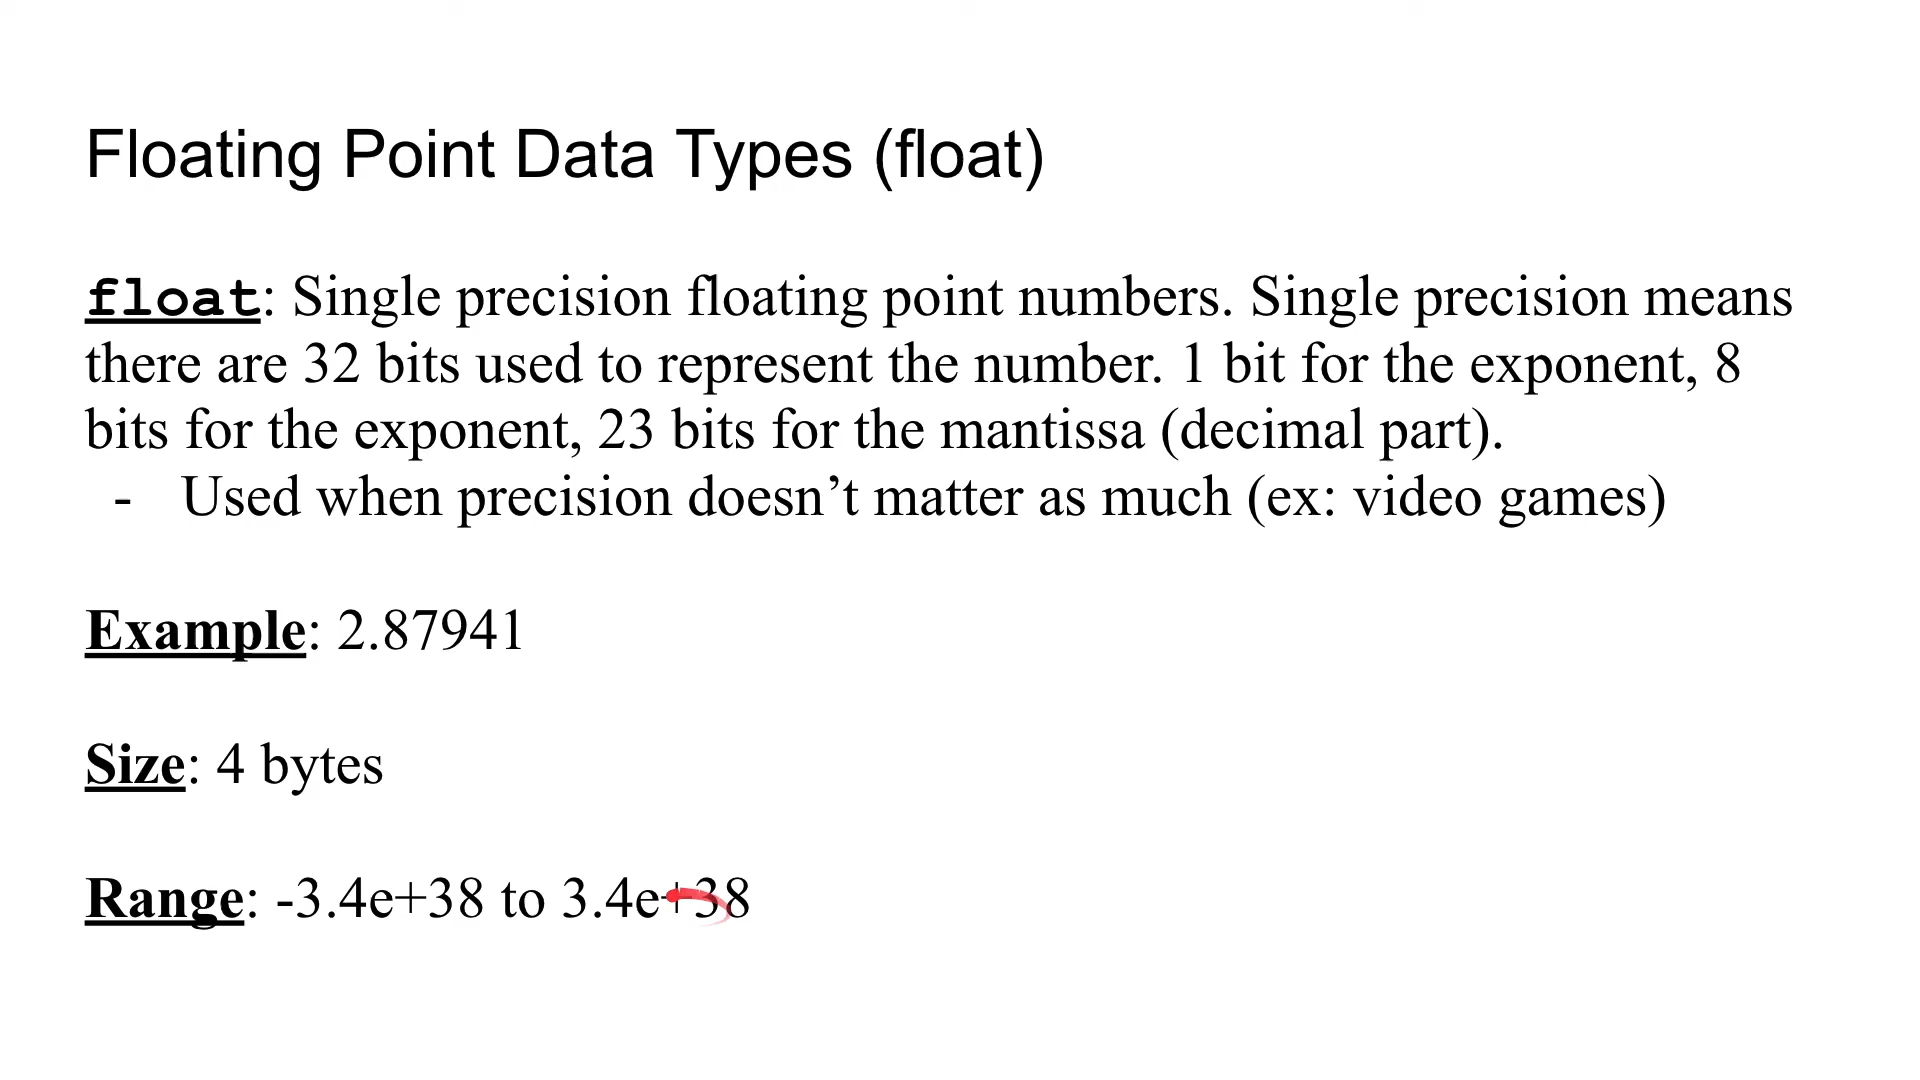 Floating Point Data Types (float)
float: Single precision floating point numbers. Single precision means
there are 32 bits used to represent the number. 1 bit for the exponent, 8
bits for the exponent, 23 bits for the mantissa (decimal part).
- Used when precision doesn’t matter as much (ex: video games)
Example: 2.87941
Size: 4 bytes
Range: -3.4e+38 to 3.4e+38